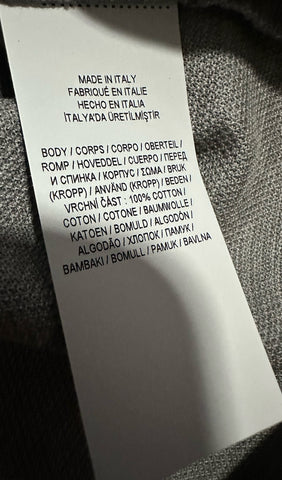 MADE IN ITALY
FABRIQUÉ EN ITALIE
HECHO EN ITALIA
İTALYA'DA ÜRETİLMİŞTİR
BODY / CORPS / CORPO / OBERTEIL /
ROMP / HOVEDDEL / CUERPO / ПЕРЕД
И СПИНКА / КОРПУС / ΣΩΜΑ / BRUK
(KROPP) / ANVÄND (KROPP) / BEDEN /
VRCHNÍ ČÁST : 100% COTTON /
COTON / COTONE / BAUMWOLLE /
KATOEN / BOMULD / ALGODÓN /
ALGODÃO / ХЛОПОК / ПАМУК /
BAMBAKI / BOMULL / PAMUK / BAVLNA